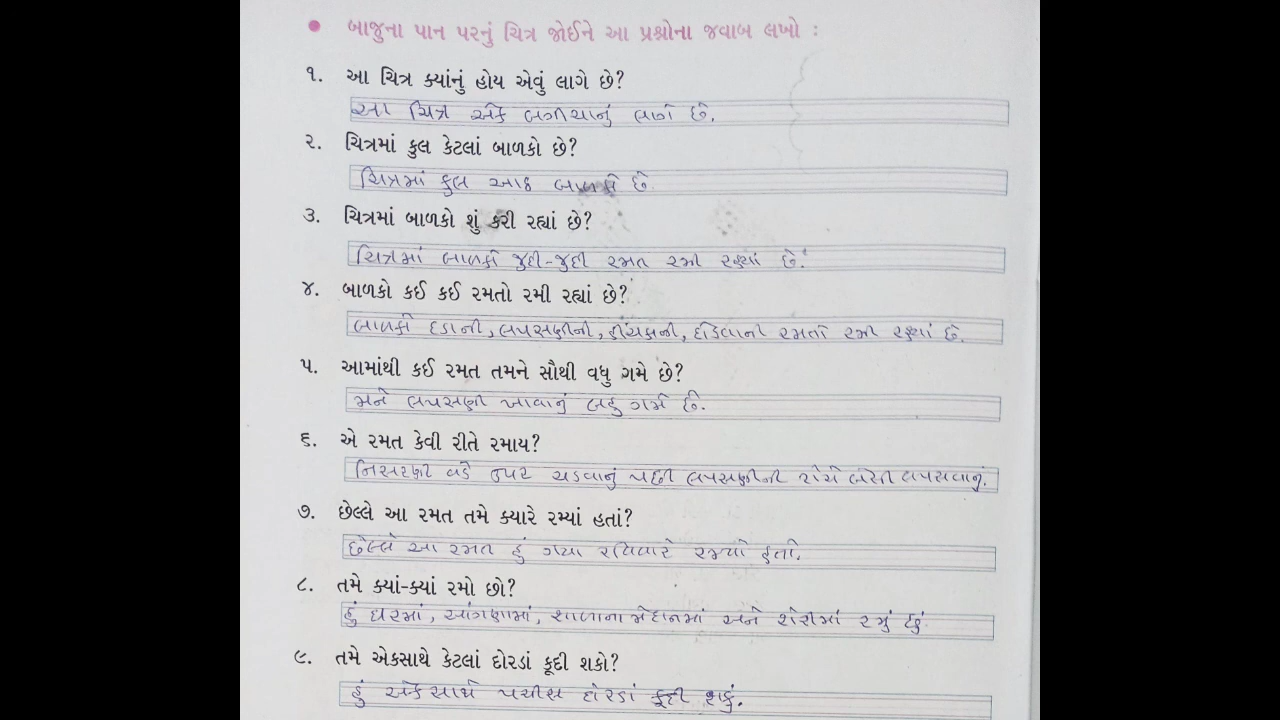 • બાજુના પાન પરનું ચિત્ર જોઈને આ પ્રશ્નોના જવાબ લખો :
૧. આ ચિત્ર ક્યાંનું હોય એવું લાગે છે?
આ ચિત્ર એક બગીચાનું લાગે છે.
૨. ચિત્રમાં કુલ કેટલાં બાળકો છે?
ચિત્રમાં કુલ આઠ બાળકો છે
૩. ચિત્રમાં બાળકો શું કરી રહ્યાં છે?
ચિત્રમાં બાળકો જુદી-જુદી રમત રમી રહ્યાં છે.
૪. બાળકો કઈ કઈ રમતો રમી રહ્યાં છે?
બાળકો દડાની, લપસણીની, હીંચકાની, દોડવાની રમતો રમી રહ્યાં છે.
૫. આમાંથી કઈ રમત તમને સૌથી વધુ ગમે છે?
મને લપસણી ખાવાનું બહુ ગમે છે.
૬. એ રમત કેવી રીતે રમાય?
નિસરણી વડે ઉપર ચડવાનું પછી લપસણીની ટોચે બેસી લપસવાનું.
૭. છેલ્લે આ રમત તમે ક્યારે રમ્યાં હતાં?
છેલ્લે આ રમત હું ગયા રવિવારે રમ્યો હતો.
૮. તમે ક્યાં-ક્યાં રમો છો?
હું ઘરમાં, આંગણામાં, શાળાના મેદાનમાં અને શેરીમાં રમું છું.
૯. તમે એકસાથે કેટલાં દોરડાં કૂદી શકો?
હું એકસાથે પચીસ દોરડાં કૂદી શકું.